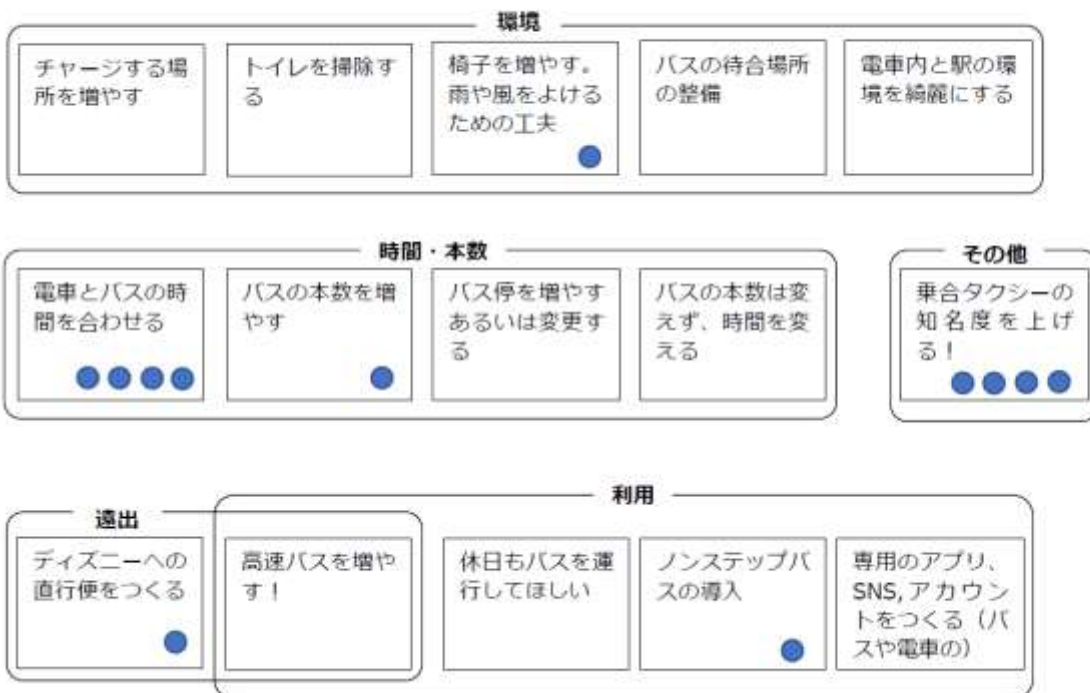 環境
チャージする場
所を増やす
トイレを掃除す
る
椅子を増やす。
雨や風をよける
ための工夫
バスの待合場所
の整備
電車内と駅の環
境を綺麗にする
時間・本数
電車とバスの時
間を合わせる
バスの本数を増
やす
バス停を増やす
あるいは変更す
る
バスの本数は変
えず、時間を変
える
その他
乗合タクシーの
知名度を上げ
る！
遠出
ディズニーへの
直行便をつくる
利用
高速バスを増や
す！
休日もバスを運
行してほしい
ノンステップバ
スの導入
専用のアプリ、
SNS,アカウン
トをつくる（バ
スや電車の）